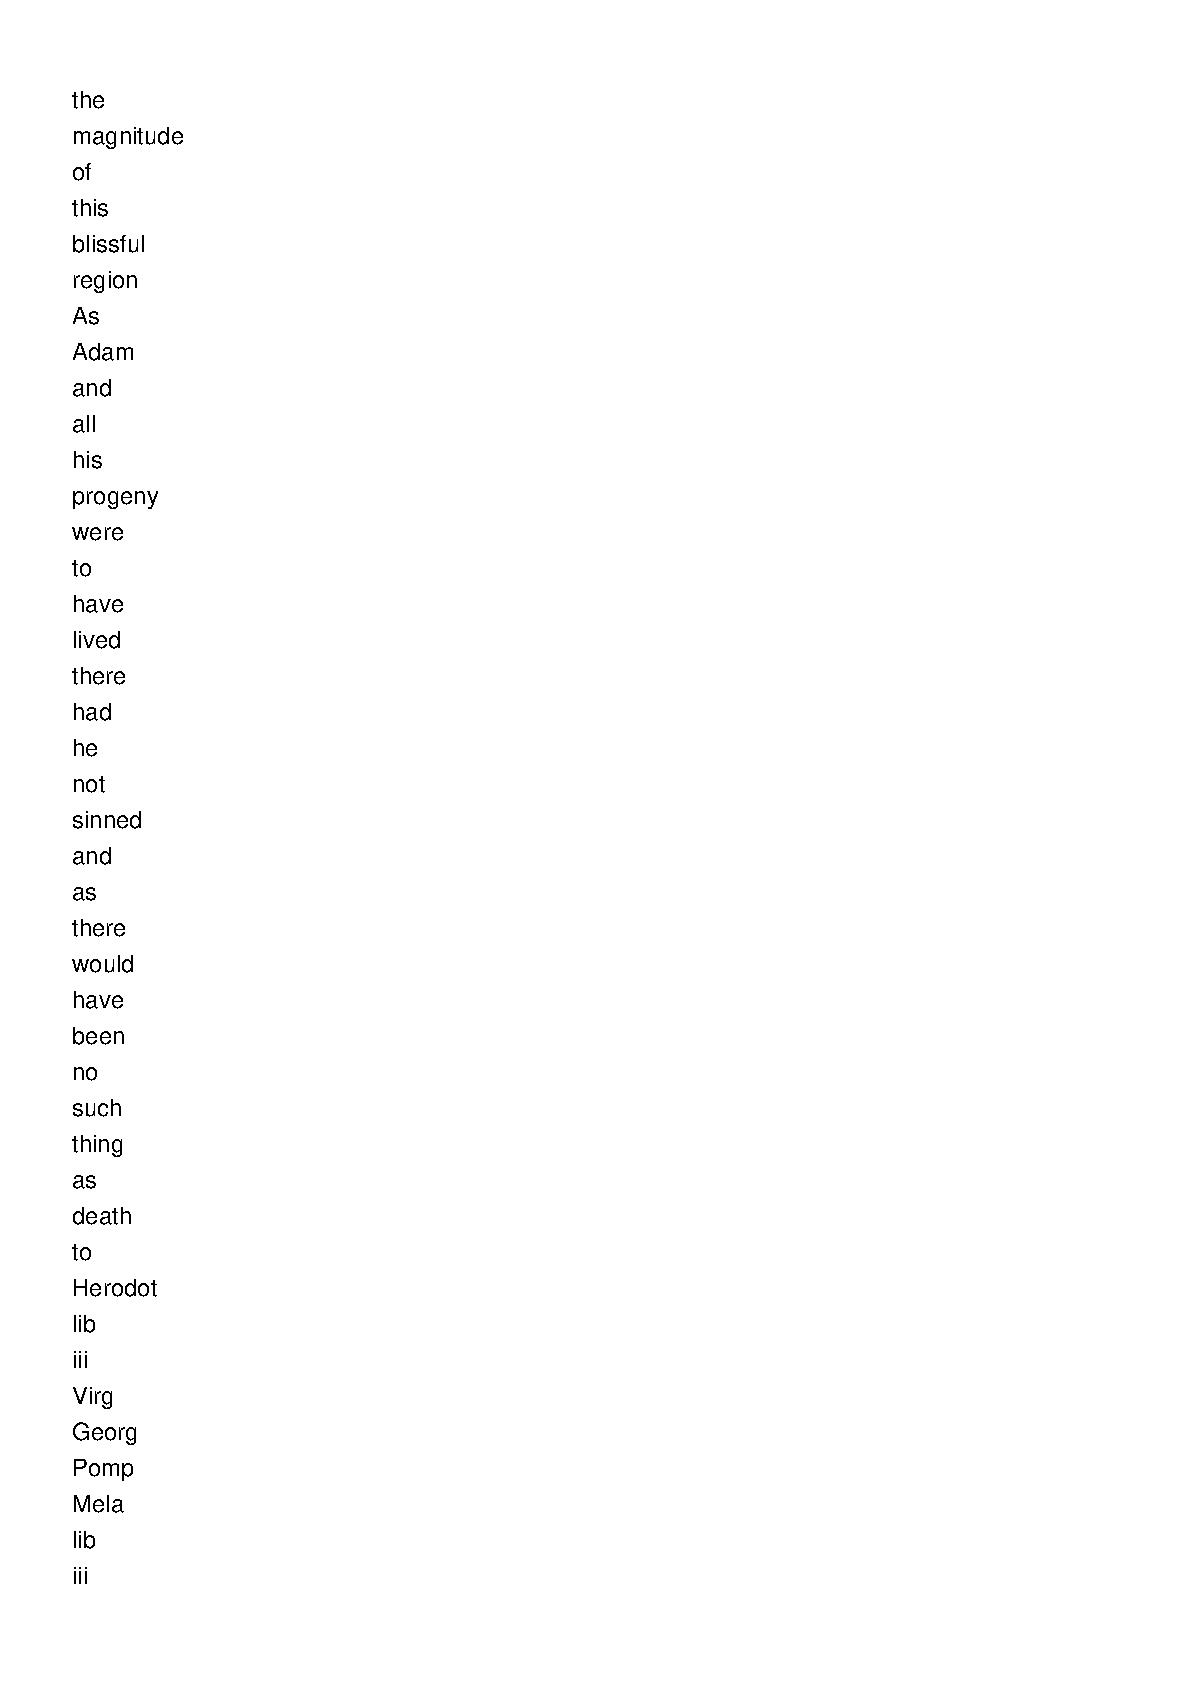 the
magnitude
of
this
blissful
region
As
Adam
and
all
his
progeny
were
to
have
lived
there
had
he
not
sinned
and
as
there
would
have
been
no
such
thing
as
death
to
Herodot
lib
iii
Virg
Georg
Pomp
Mela
lib
iii